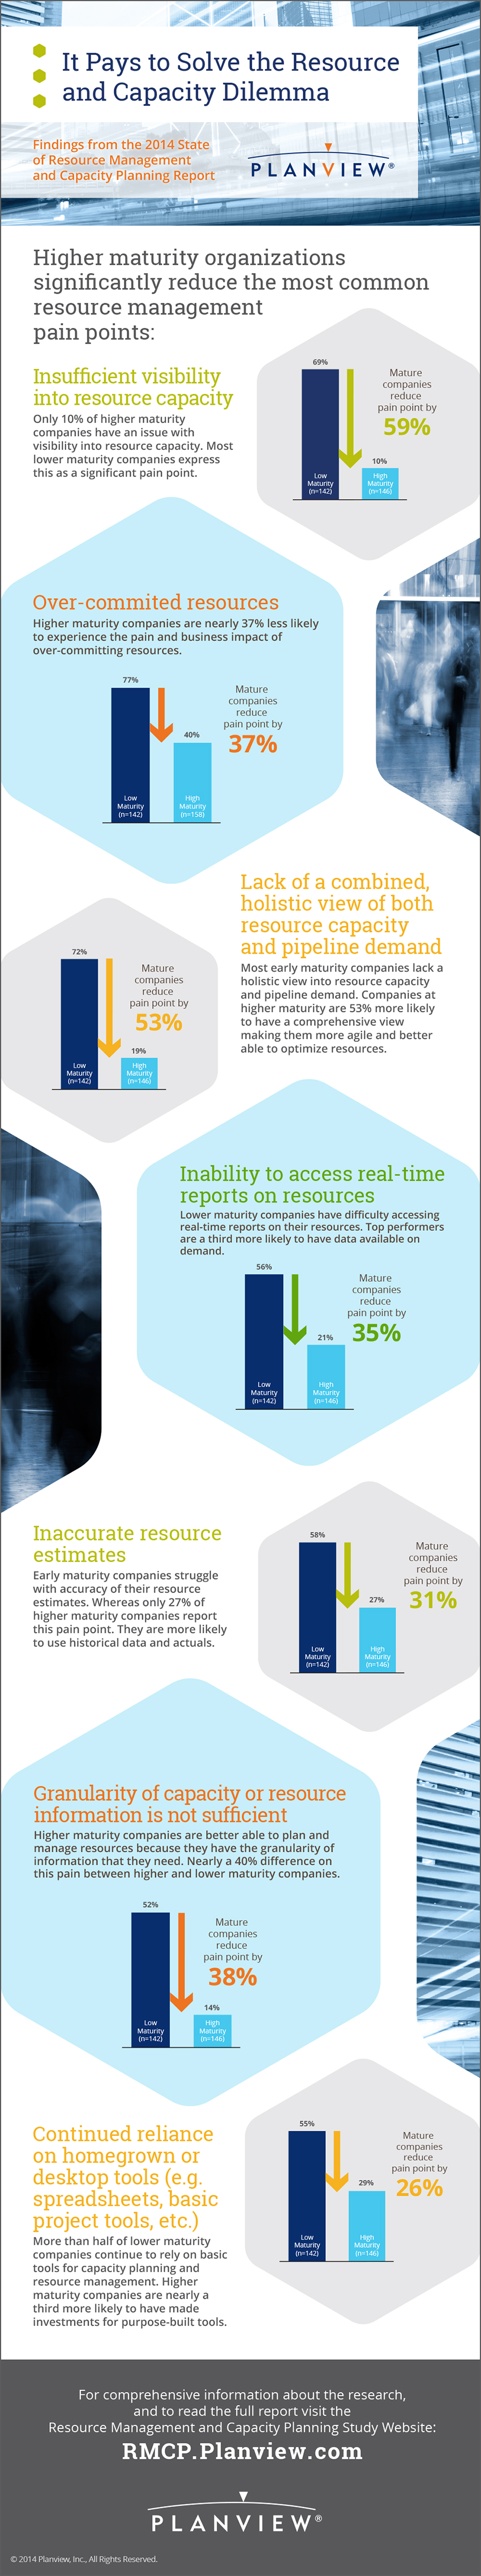 It Pays to Solve the Resource
and Capacity Dilemma
Findings from the 2014 State
of Resource Management
and Capacity Planning Report
PLANVIEW®
Higher maturity organizations
significantly reduce the most common
resource management
pain points:
Insufficient visibility
into resource capacity
Only 10% of higher maturity
companies have an issue with
visibility into resource capacity. Most
lower maturity companies express
this as a significant pain point.
69%
Low
Maturity
(n=142)
10%
High
Maturity
(n=146)
Mature
companies
reduce
pain point by
59%
Over-commited resources
Higher maturity companies are nearly 37% less likely
to experience the pain and business impact of
over-committing resources.
77%
Low
Maturity
(n=142)
40%
High
Maturity
(n=158)
Mature
companies
reduce
pain point by
37%
Lack of a combined,
holistic view of both
resource capacity
and pipeline demand
Most early maturity companies lack a
holistic view into resource capacity
and pipeline demand. Companies at
higher maturity are 53% more likely
to have a comprehensive view
making them more agile and better
able to optimize resources.
72%
Low
Maturity
(n=142)
19%
High
Maturity
(n=146)
Mature
companies
reduce
pain point by
53%
Inability to access real-time
reports on resources
Lower maturity companies have difficulty accessing
real-time reports on their resources. Top performers
are a third more likely to have data available on
demand.
56%
Low
Maturity
(n=142)
21%
High
Maturity
(n=146)
Mature
companies
reduce
pain point by
35%
Inaccurate resource
estimates
Early maturity companies struggle
with accuracy of their resource
estimates. Whereas only 27% of
higher maturity companies report
this pain point. They are more likely
to use historical data and actuals.
58%
Low
Maturity
(n=142)
27%
High
Maturity
(n=146)
Mature
companies
reduce
pain point by
31%
Granularity of capacity or resource
information is not sufficient
Higher maturity companies are better able to plan and
manage resources because they have the granularity of
information that they need. Nearly a 40% difference on
this pain between higher and lower maturity companies.
52%
Low
Maturity
(n=142)
14%
High
Maturity
(n=146)
Mature
companies
reduce
pain point by
38%
Continued reliance
on homegrown or
desktop tools (e.g.
spreadsheets, basic
project tools, etc.)
More than half of lower maturity
companies continue to rely on basic
tools for capacity planning and
resource management. Higher
maturity companies are nearly a
third more likely to have made
investments for purpose-built tools.
55%
Low
Maturity
(n=142)
29%
High
Maturity
(n=146)
Mature
companies
reduce
pain point by
26%
For comprehensive information about the research,
and to read the full report visit the
Resource Management and Capacity Planning Study Website:
RMCP.Planview.com
PLANVIEW®
© 2014 Planview, Inc., All Rights Reserved.